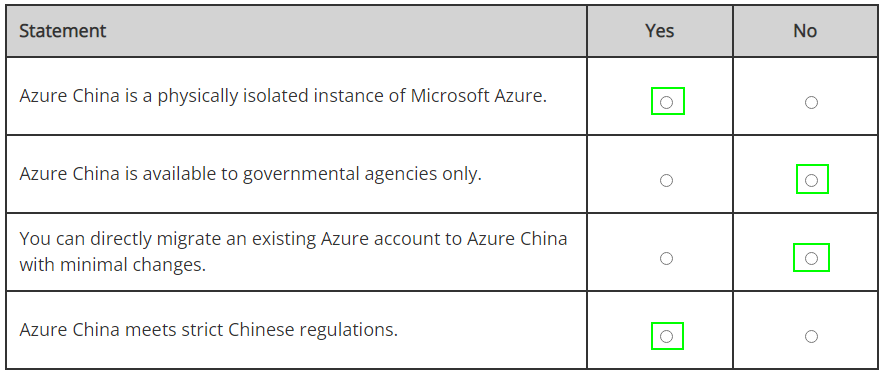 Statement Yes No
Azure China is a physically isolated instance of Microsoft Azure.
Azure China is available to governmental agencies only.
You can directly migrate an existing Azure account to Azure China
with minimal changes.
Azure China meets strict Chinese regulations.